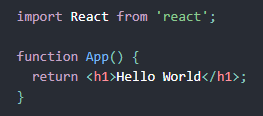 import React from 'react';
function App() {
  return <h1>Hello World</h1>;
}